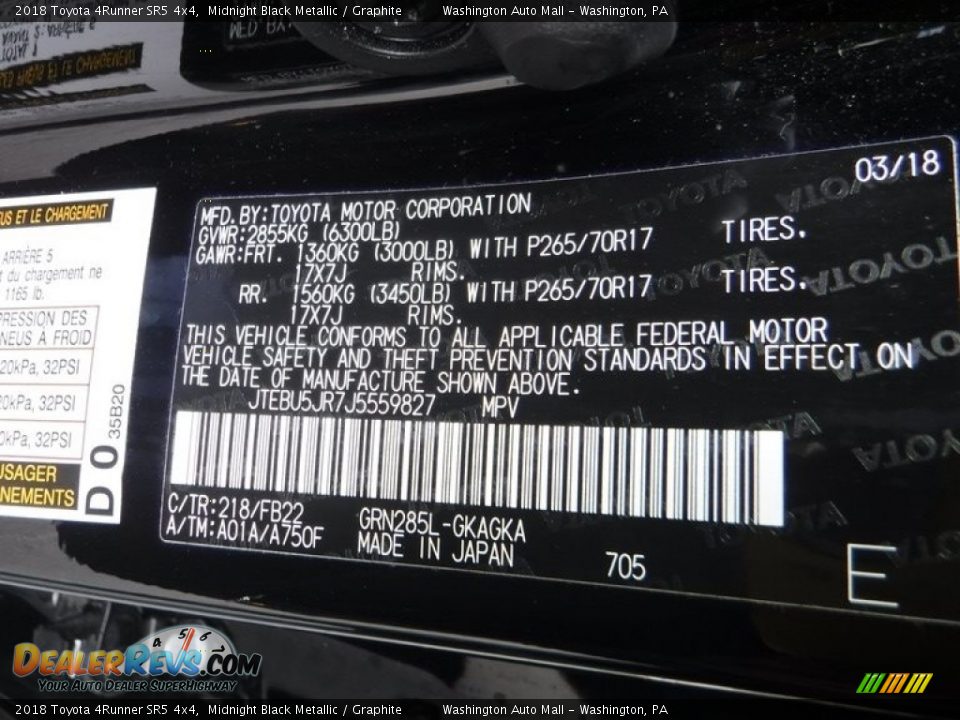 2018 Toyota 4Runner SR5 4x4, Midnight Black Metallic / Graphite Washington Auto Mall - Washington, PA
03/18
MFD.BY:TOYOTA MOTOR CORPORATION
GVWR:2855KG (6300LB)
GAWR:FRT. 1360KG (3000LB) WITH P265/70R17 TIRES.
17X7J RIMS.
RR. 1560KG (3450LB) WITH P265/70R17 TIRES.
17X7J RIMS.
THIS VEHICLE CONFORMS TO ALL APPLICABLE FEDERAL MOTOR
VEHICLE SAFETY AND THEFT PREVENTION STANDARDS IN EFFECT ON
THE DATE OF MANUFACTURE SHOWN ABOVE.
JTEBU5JR7J5559827 MPV
C/TR:218/FB22
A/TM:A01A/A750F
GRN285L-GKAGKA
MADE IN JAPAN
705
E
ET LE CHARGEMENT
ARRIÈRE 5
du chargement ne
1165 lb.
PRESSION DES
PNEUS À FROID
220kPa, 32PSI
220kPa, 32PSI
220kPa, 32PSI
USAGER
D0
35B20
DealerRevs.com
Your Auto Dealer SuperHighway
2018 Toyota 4Runner SR5 4x4, Midnight Black Metallic / Graphite Washington Auto Mall - Washington, PA